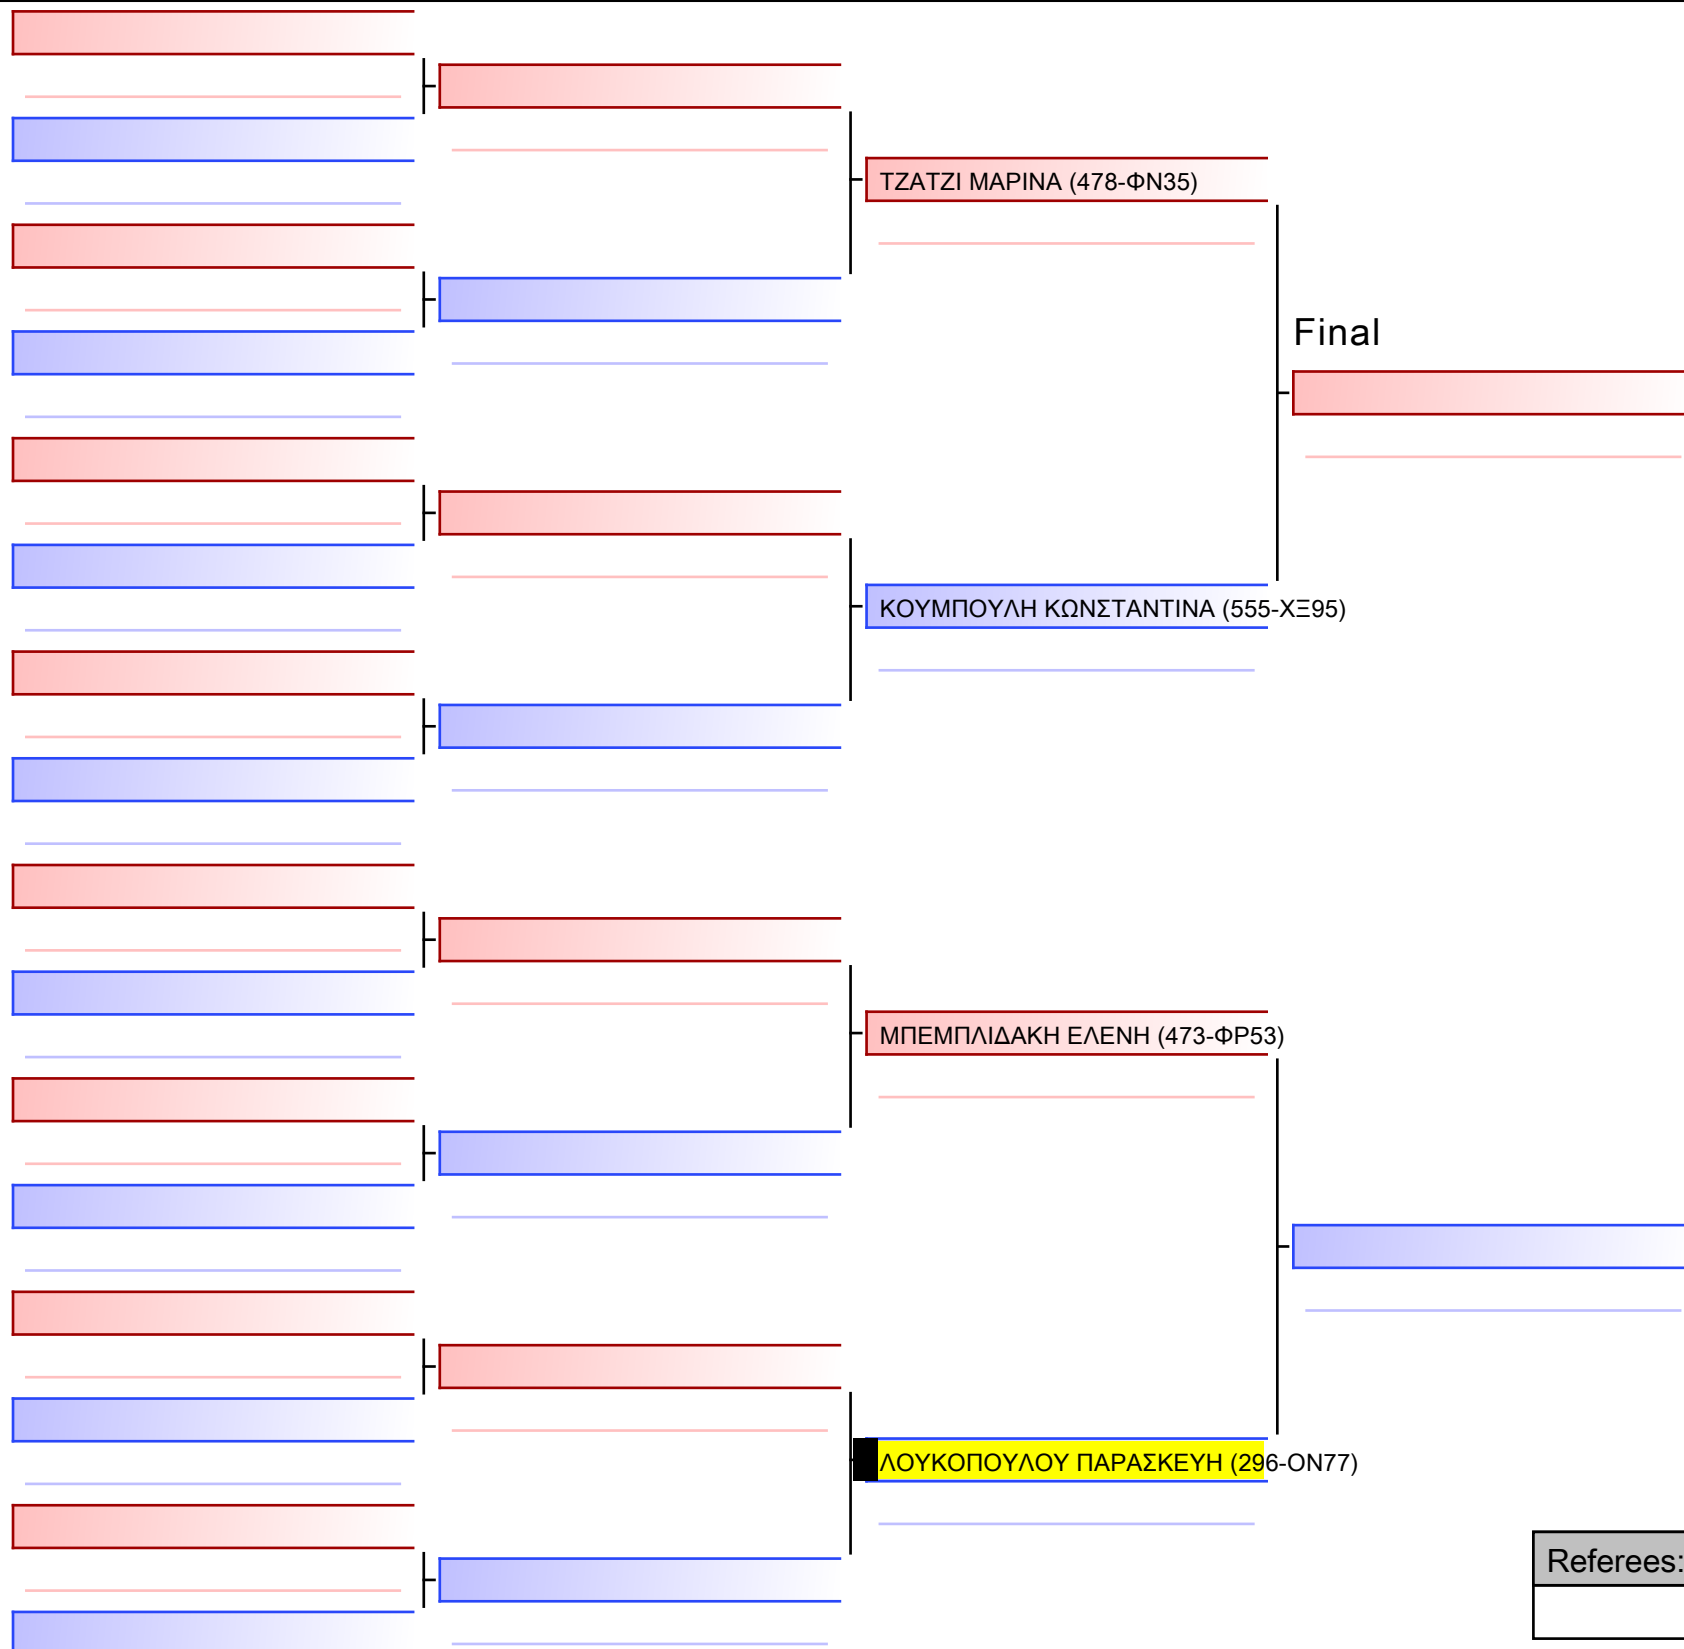 ΤΖΑΤΖΙ ΜΑΡΙΝΑ (478-ΦΝ35)
Final
ΚΟΥΜΠΟΥΛΗ ΚΩΝΣΤΑΝΤΙΝΑ (555-ΧΞ95)
ΜΠΕΜΠΛΙΔΑΚΗ ΕΛΕΝΗ (473-ΦΡ53)
ΛΟΥΚΟΠΟΥΛΟΥ ΠΑΡΑΣΚΕΥΗ (296-ΟΝ77)
Referees: